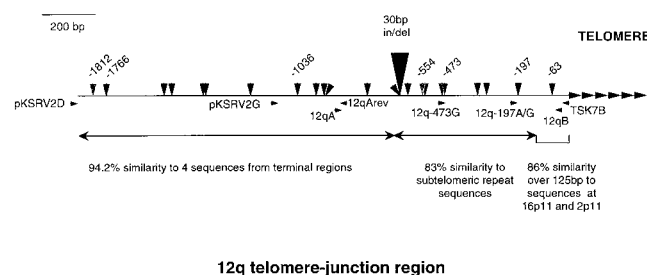 200 bp
30bp
in/del
TELOMERE
-1812
-1766
-1036
-554
-473
-197
-63
pKSRV2D
pKSRV2G
12qA
12qArev
12q-473G
12q-197A/G
12qB
TSK7B
94.2% similarity to 4 sequences from terminal regions
83% similarity to
subtelomeric repeat
sequences
86% similarity
over 125bp to
sequences at
16p11 and 2p11
12q telomere-junction region